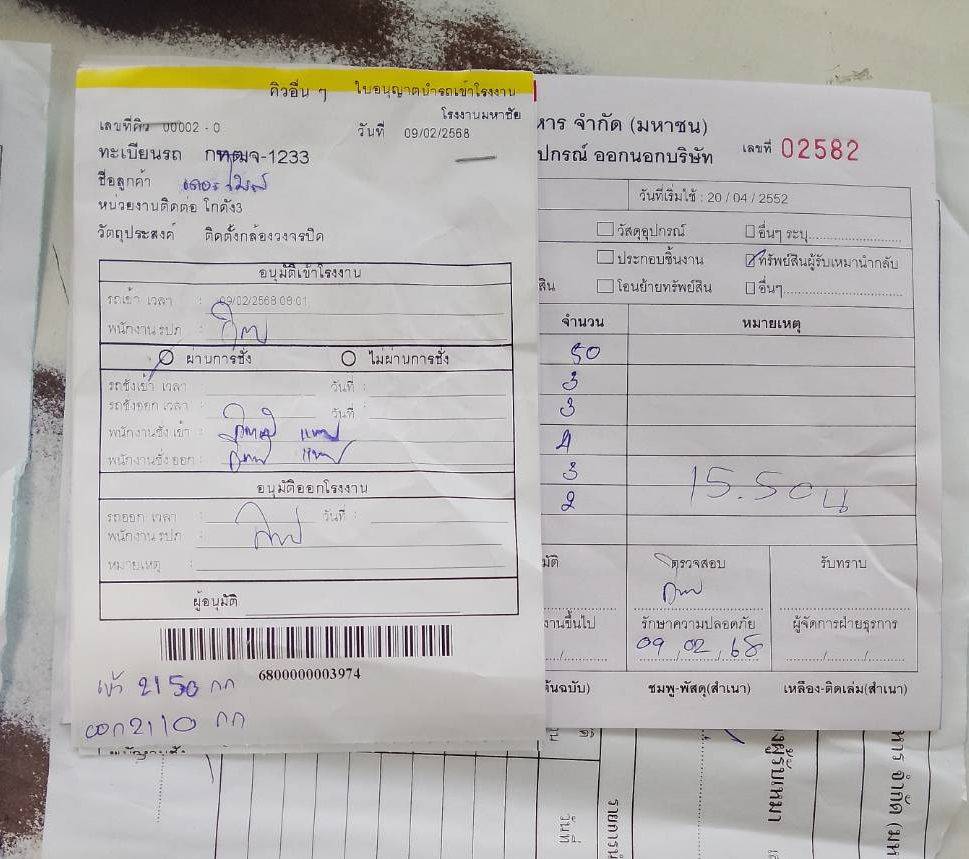 คิวอื่น ๆ ใบอนุญาตนำรถเข้าโรงงาน
โรงงานมหาชัย
เลขที่คิว 00002 - 0 วันที่ 09/02/2568
ทะเบียนรถ -1233
ชื่อลูกค้า
หน่วยงานติดต่อ โกดัง3
วัตถุประสงค์ ติดตั้งกล้องวงจรปิด
อนุมัติเข้าโรงงาน
รถเข้า เวลา : 09/02/2568 08:01
พนักงาน รปภ :
ผ่านการชั่ง ไม่ผ่านการชั่ง
รถชั่งเข้า เวลา : วันที่ :
รถชั่งออก เวลา : วันที่ :
พนักงานชั่ง เข้า :
พนักงานชั่ง ออก :
อนุมัติออกโรงงาน
รถออก เวลา : วันที่ :
พนักงาน รปภ :
หมายเหตุ :
ผู้อนุมัติ
6800000003974
เข้า 2150 กก
ออก 2110 กก
หาร จำกัด (มหาชน)
ปกรณ์ ออกนอกบริษัท เลขที่ 02582
วันที่เริ่มใช้ : 20 / 04 / 2552
วัสดุอุปกรณ์ อื่นๆ ระบุ
ประกอบชิ้นงาน ทรัพย์สินผู้รับเหมานำกลับ
สิน โอนย้ายทรัพย์สิน อื่นๆ
จำนวน หมายเหตุ
50
3
3
4
3
2
15.50 น
มัติ ตรวจสอบ รับทราบ
งานขึ้นไป รักษาความปลอดภัย ผู้จัดการฝ่ายธุรการ
09 / 02 / 68
ต้นฉบับ) ชมพู-พัสดุ(สำเนา) เหลือง-ติดเล่ม(สำเนา)
วันที่
ผู้รับเหมา
หาร จำกัด (มห